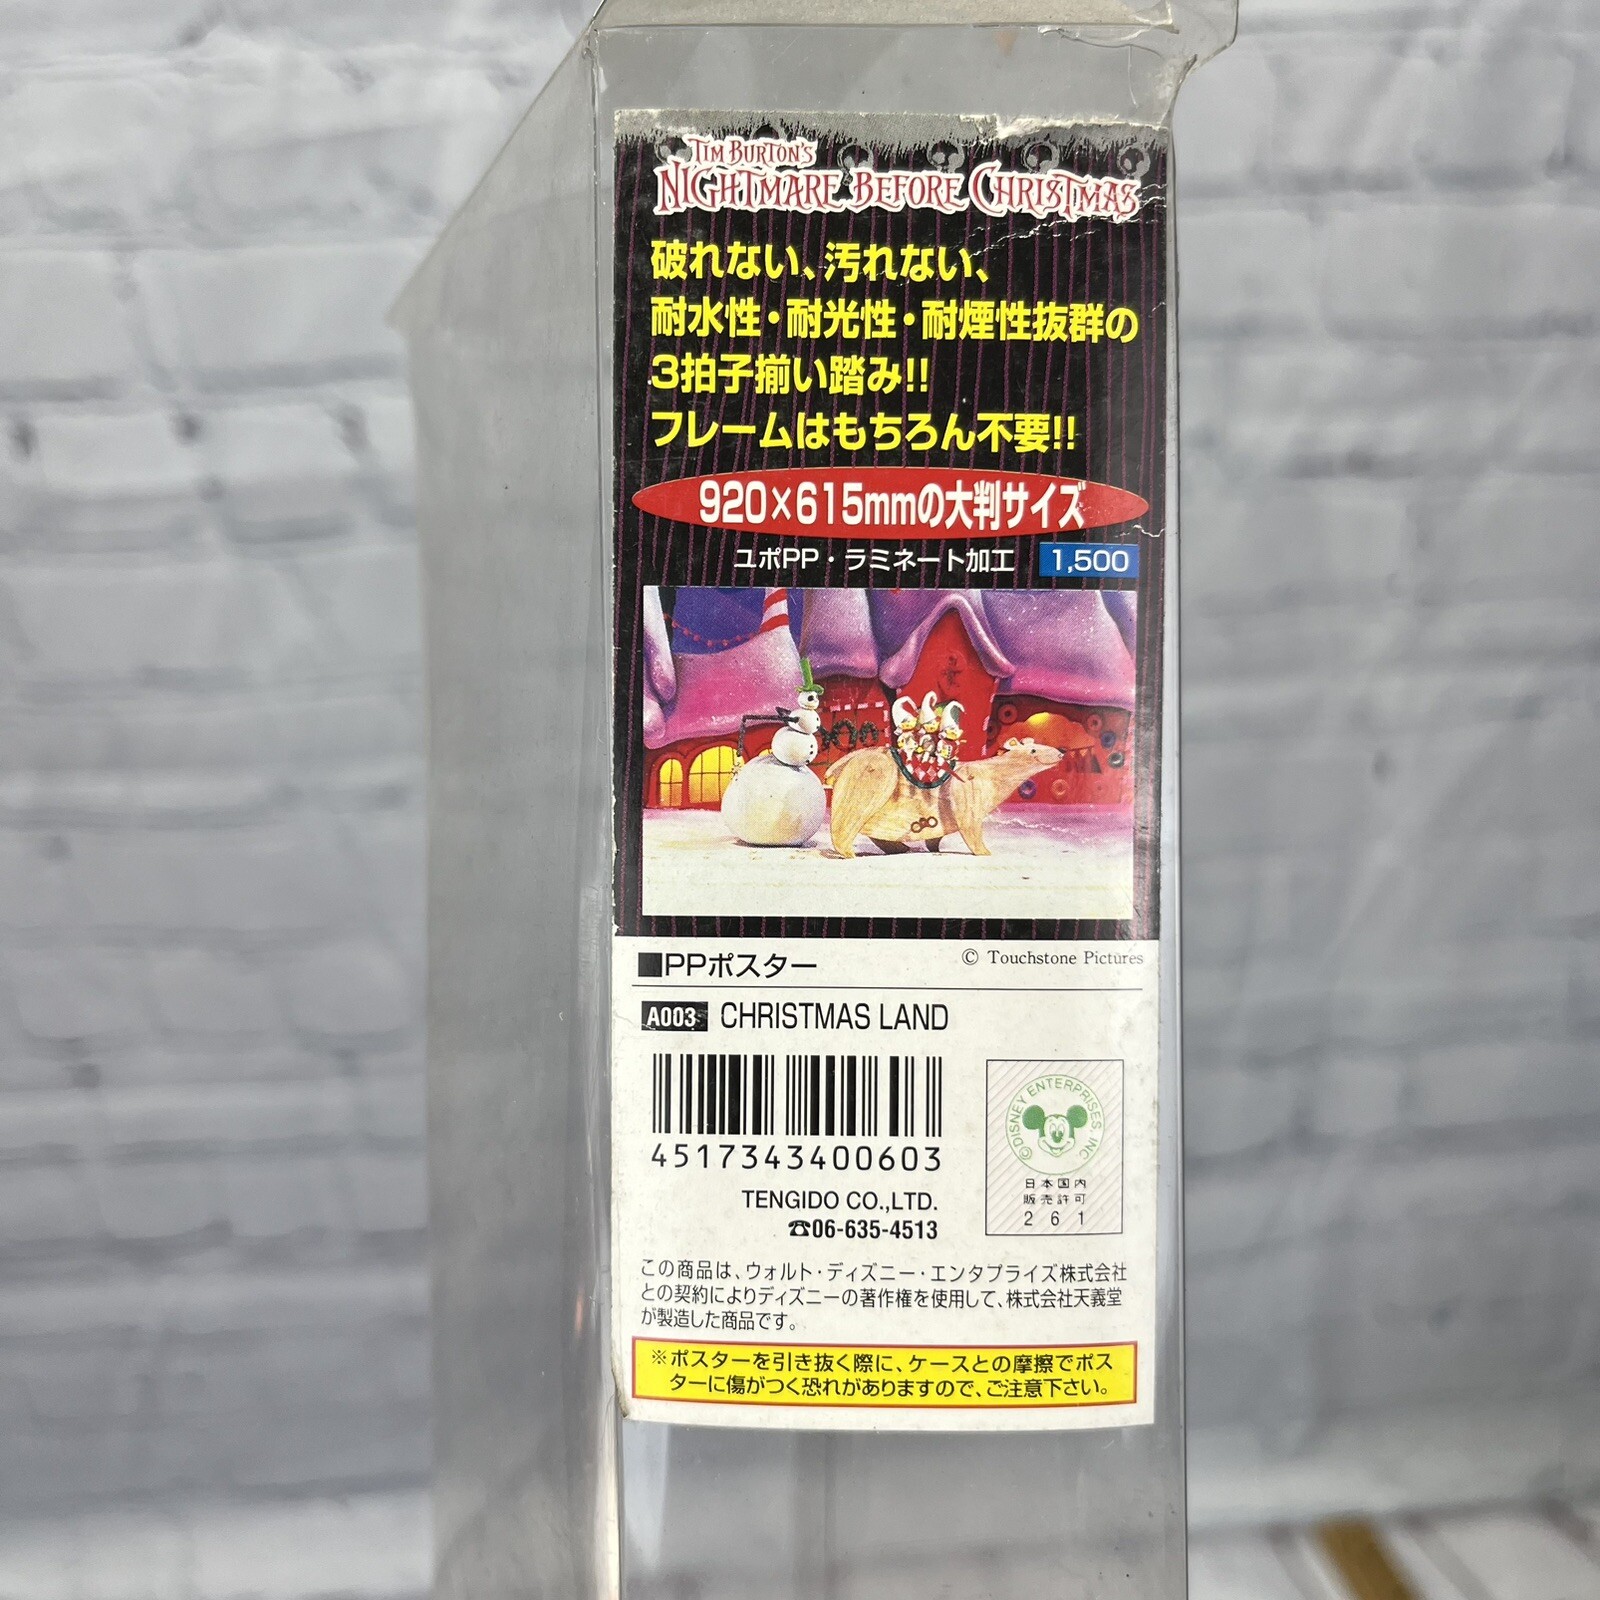 TIM BURTON'S
NIGHTMARE BEFORE CHRISTMAS
破れない、汚れない、
耐水性・耐光性・耐煙性抜群の
3拍子揃い踏み!!
フレームはもちろん不要!!
920×615mmの大判サイズ
ユポPP・ラミネート加工 1,500
■PPポスター © Touchstone Pictures
A003 CHRISTMAS LAND
4517343400603
©DISNEY ENTERPRISES, INC
日本国内
販売許可
261
TENGIDO CO.,LTD.
☎06-635-4513
この商品は、ウォルト・ディズニー・エンタプライズ株式会社
との契約によりディズニーの著作権を使用して、株式会社天義堂
が製造した商品です。
※ポスターを引き抜く際に、ケースとの摩擦でポス
ターに傷がつく恐れがありますので、ご注意下さい。